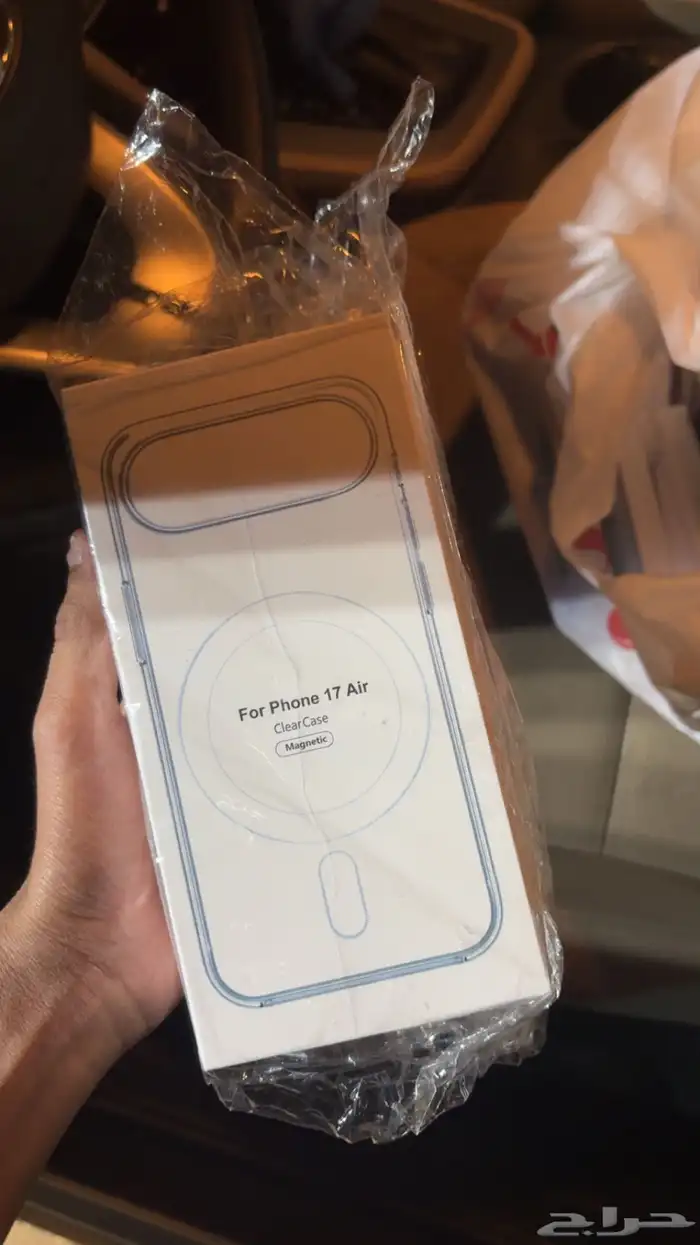 For Phone 17 Air
ClearCase
Magnetic
حراج